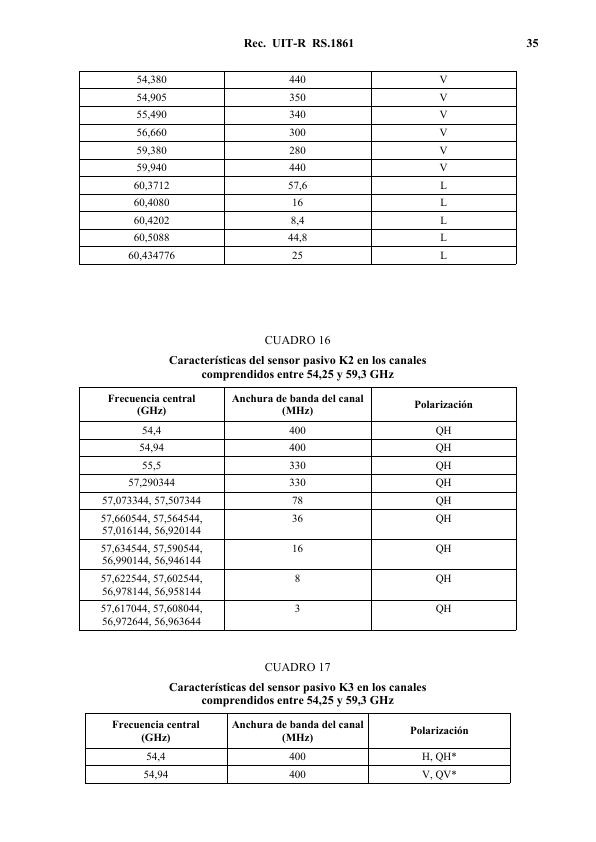 Rec. UIT-R RS.1861 35
54,380 440 V
54,905 350 V
55,490 340 V
56,660 300 V
59,380 280 V
59,940 440 V
60,3712 57,6 L
60,4080 16 L
60,4202 8,4 L
60,5088 44,8 L
60,434776 25 L
CUADRO 16
Características del sensor pasivo K2 en los canales
comprendidos entre 54,25 y 59,3 GHz
Frecuencia central
(GHz)
Anchura de banda del canal
(MHz)
Polarización
54,4 400 QH
54,94 400 QH
55,5 330 QH
57,290344 330 QH
57,073344, 57,507344 78 QH
57,660544, 57,564544, 36 QH
57,016144, 56,920144
57,634544, 57,590544, 16 QH
56,990144, 56,946144
57,622544, 57,602544, 8 QH
56,978144, 56,958144
57,617044, 57,608044, 3 QH
56,972644, 56,963644
CUADRO 17
Características del sensor pasivo K3 en los canales
comprendidos entre 54,25 y 59,3 GHz
Frecuencia central
(GHz)
Anchura de banda del canal
(MHz)
Polarización
54,4 400 H, QH*
54,94 400 V, QV*